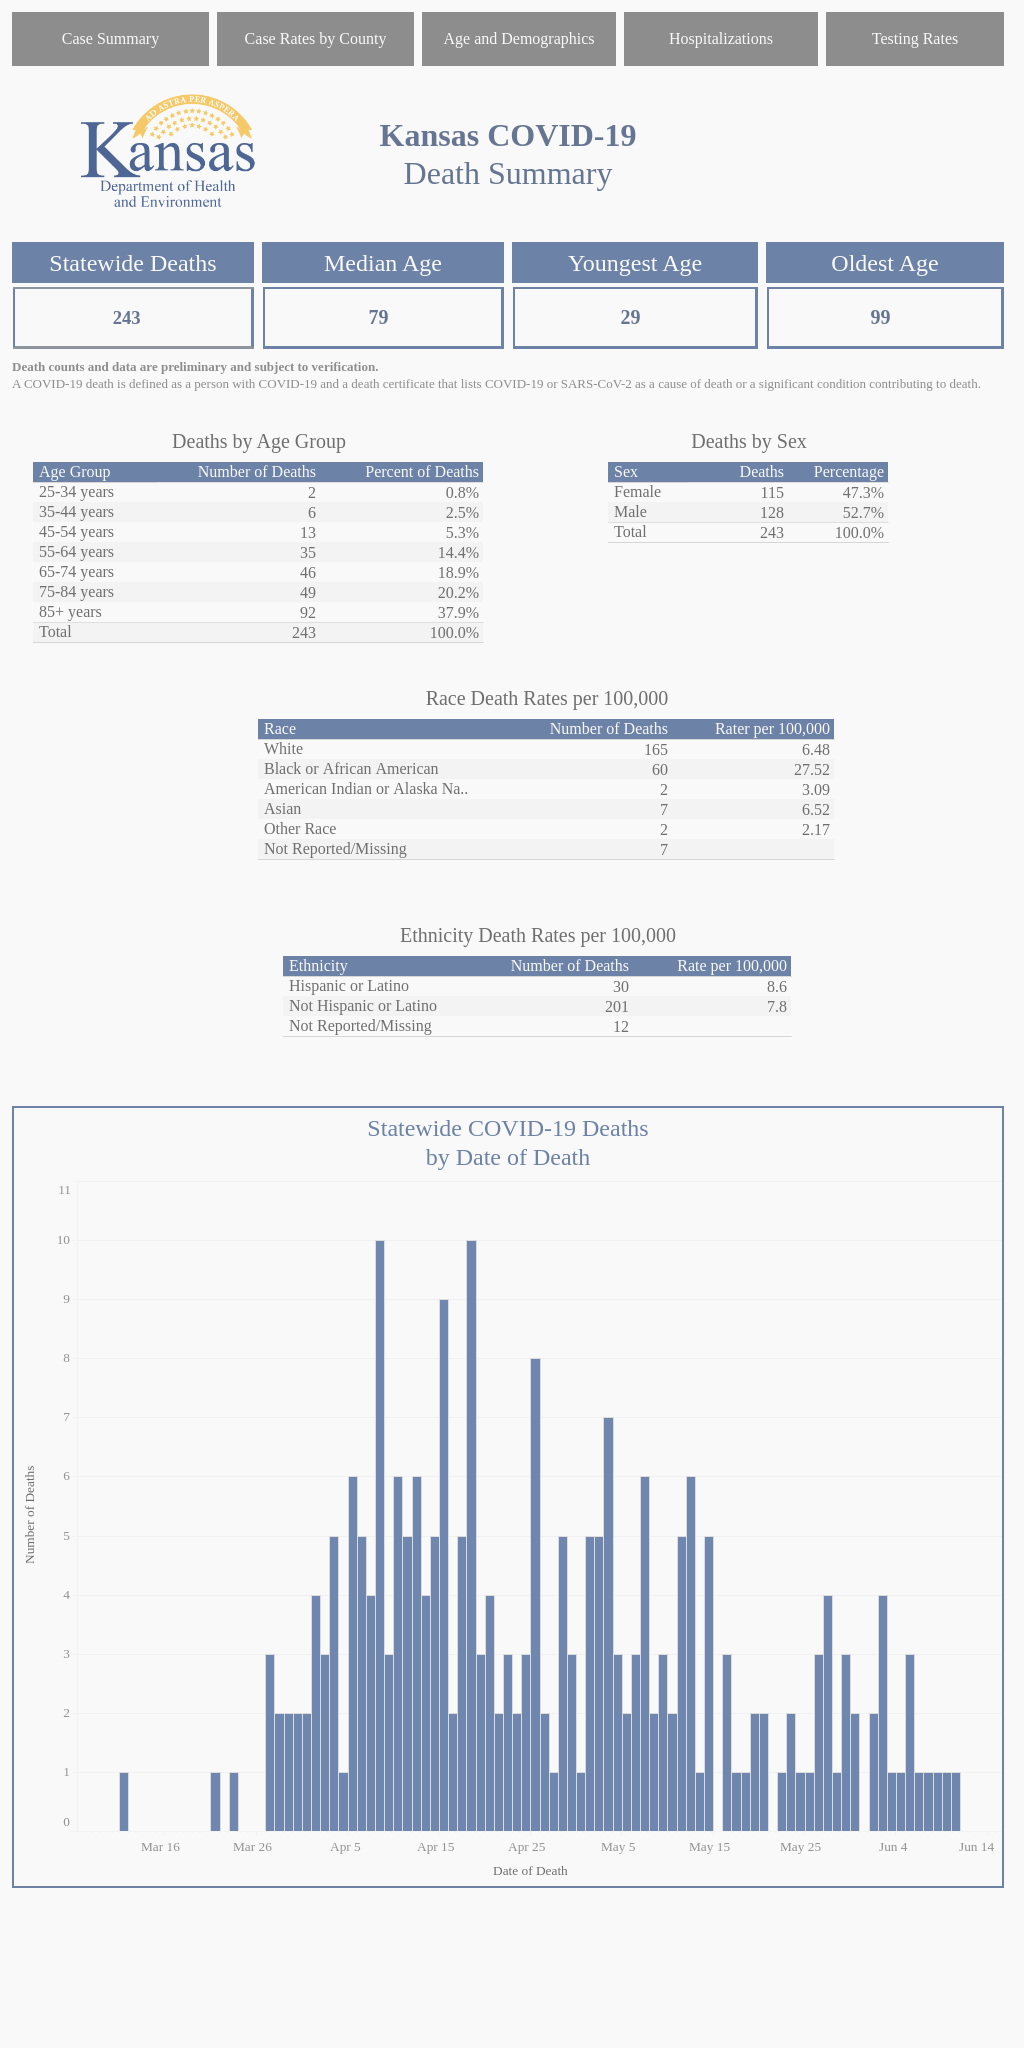 Case Summary
Case Rates by County
Age and Demographics
Hospitalizations
Testing Rates
AD ASTRA PER ASPERA
Kansas
Department of Health
and Environment
Kansas COVID-19
Death Summary
Statewide Deaths
Median Age
Youngest Age
Oldest Age
243
79
29
99
Death counts and data are preliminary and subject to verification.
A COVID-19 death is defined as a person with COVID-19 and a death certificate that lists COVID-19 or SARS-CoV-2 as a cause of death or a significant condition contributing to death.
Deaths by Age Group
Age Group Number of Deaths Percent of Deaths
25-34 years 2 0.8%
35-44 years 6 2.5%
45-54 years 13 5.3%
55-64 years 35 14.4%
65-74 years 46 18.9%
75-84 years 49 20.2%
85+ years 92 37.9%
Total 243 100.0%
Deaths by Sex
Sex Deaths Percentage
Female 115 47.3%
Male 128 52.7%
Total 243 100.0%
Race Death Rates per 100,000
Race Number of Deaths Rater per 100,000
White 165 6.48
Black or African American 60 27.52
American Indian or Alaska Na.. 2 3.09
Asian 7 6.52
Other Race 2 2.17
Not Reported/Missing 7
Ethnicity Death Rates per 100,000
Ethnicity Number of Deaths Rate per 100,000
Hispanic or Latino 30 8.6
Not Hispanic or Latino 201 7.8
Not Reported/Missing 12
Statewide COVID-19 Deaths
by Date of Death
11
10
9
8
7
6
5
4
3
2
1
0
Number of Deaths
Mar 16 Mar 26 Apr 5 Apr 15 Apr 25 May 5 May 15 May 25 Jun 4 Jun 14
Date of Death